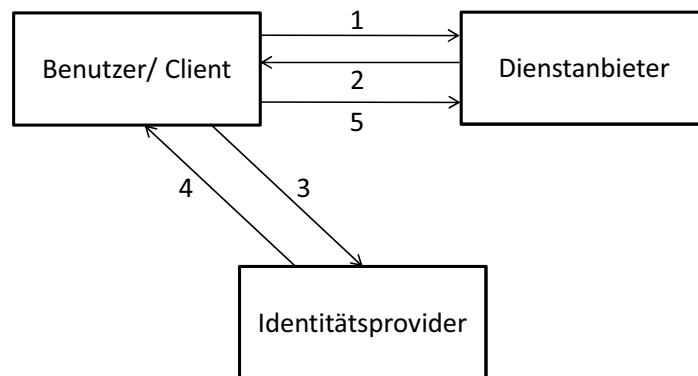 1
Benutzer/ Client
Dienstanbieter
2
5
4
3
Identitätsprovider